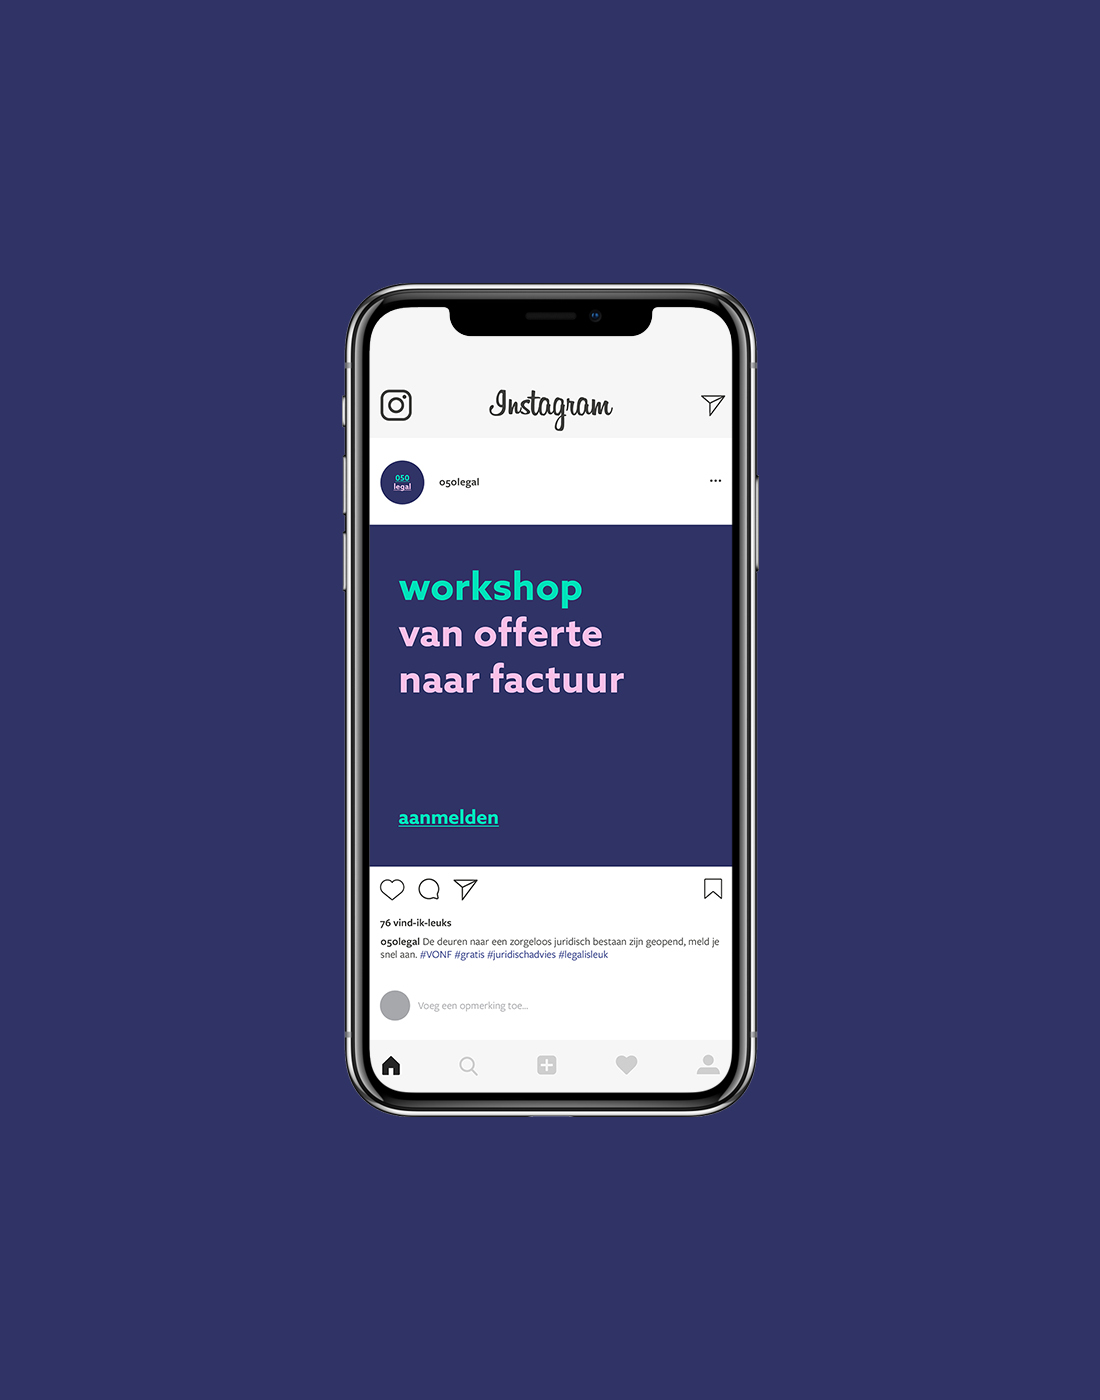 Instagram
050
legal
050legal
workshop
van offerte
naar factuur
aanmelden
76 vind-ik-leuks
050legal De deuren naar een zorgeloos juridisch bestaan zijn geopend, meld je
snel aan. #VONF #gratis #juridischadvies #legalisleuk
Voeg een opmerking toe...